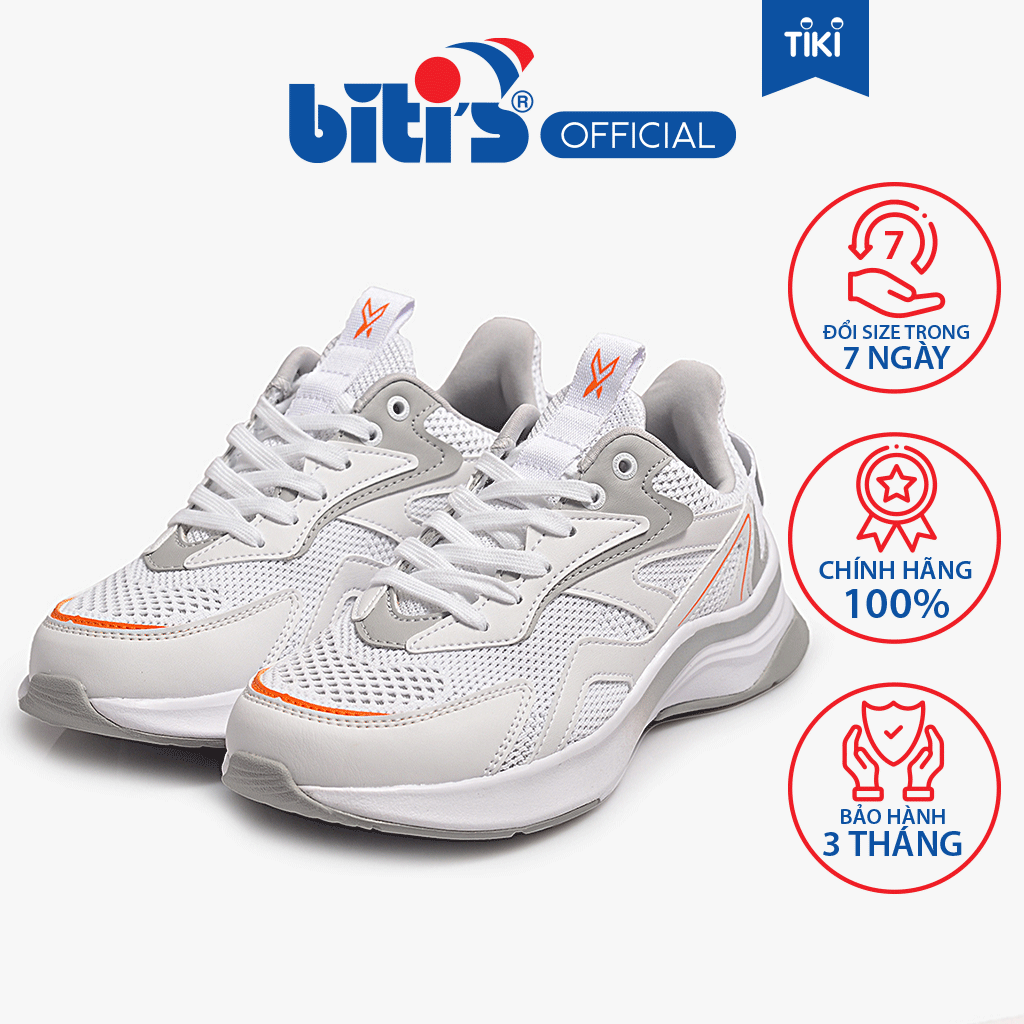 TiKi
biti's®
OFFICIAL
7
ĐỔI SIZE TRONG
7 NGÀY
CHÍNH HÃNG
100%
BẢO HÀNH
3 THÁNG